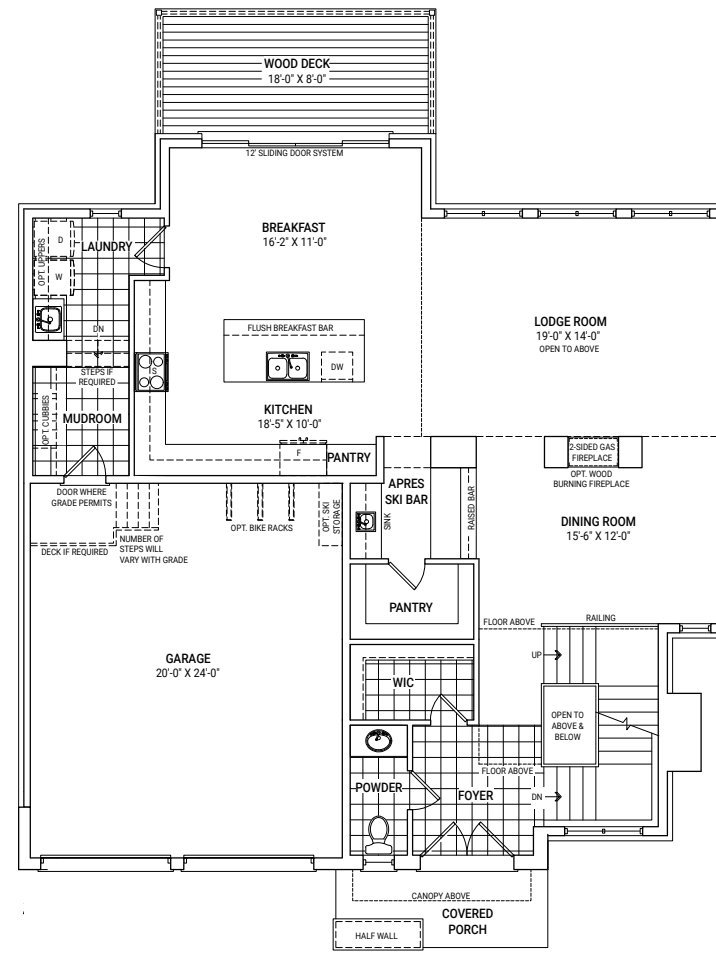 WOOD DECK
18'-0" X 8'-0"
12' SLIDING DOOR SYSTEM
BREAKFAST
16'-2" X 11'-0"
LAUNDRY
D
W
OPT. UPPERS
DN
STEPS IF
REQUIRED
FLUSH BREAKFAST BAR
DW
S
KITCHEN
18'-5" X 10'-0"
F
PANTRY
LODGE ROOM
19'-0" X 14'-0"
OPEN TO ABOVE
OPT. CUBBIES
MUDROOM
2-SIDED GAS
FIREPLACE
OPT. WOOD
BURNING FIREPLACE
APRES
SKI BAR
SINK
RAISED BAR
DOOR WHERE
GRADE PERMITS
DECK IF REQUIRED
NUMBER OF
STEPS WILL
VARY WITH GRADE
OPT. BIKE RACKS
OPT. SKI
STORAGE
DINING ROOM
15'-6" X 12'-0"
PANTRY
FLOOR ABOVE
RAILING
GARAGE
20'-0" X 24'-0"
UP
WIC
OPEN TO
ABOVE &
BELOW
FLOOR ABOVE
POWDER
FOYER
DN
CANOPY ABOVE
COVERED
PORCH
HALF WALL